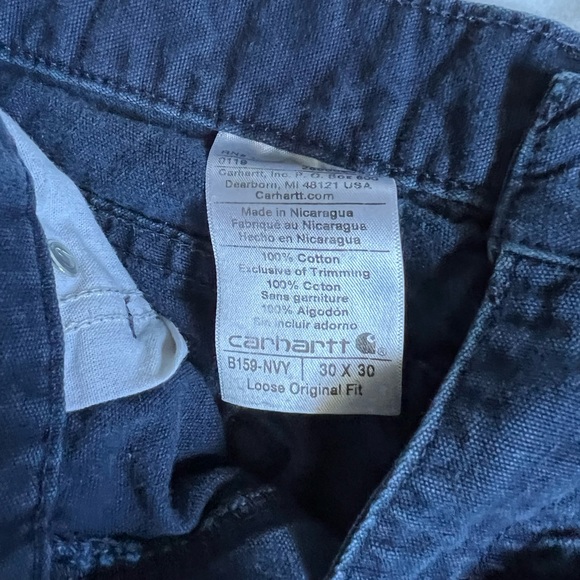 0118
Carhartt, Inc. P. O. Box
Dearborn, MI 48121 USA
Carhartt.com
Made in Nicaragua
Fabriqué au Nicaragua
Hecho en Nicaragua
100% Cotton
Exclusive of Trimming
100% Coton
Sans garniture
100% Algodón
Sin incluir adorno
carhartt
B159-NVY 30 X 30
Loose Original Fit